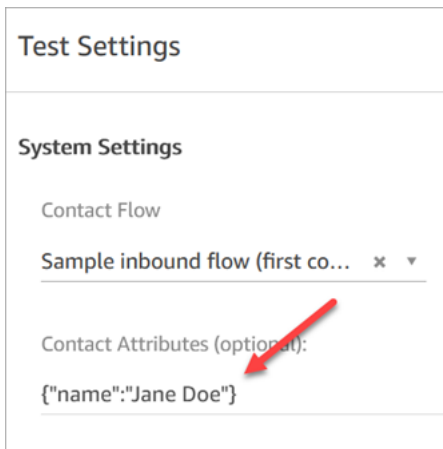 Test Settings
System Settings
Contact Flow
Sample inbound flow (first co...
Contact Attributes (optional):
{"name":"Jane Doe"}